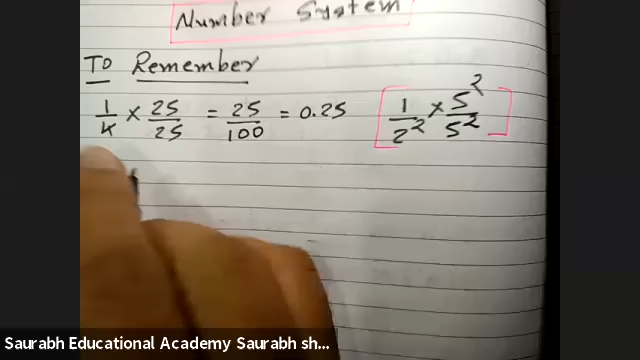 Number System
To Remember
1/4 × 25/25 = 25/100 = 0.25 [1/2² × 5²/5²]
Saurabh Educational Academy Saurabh sh...